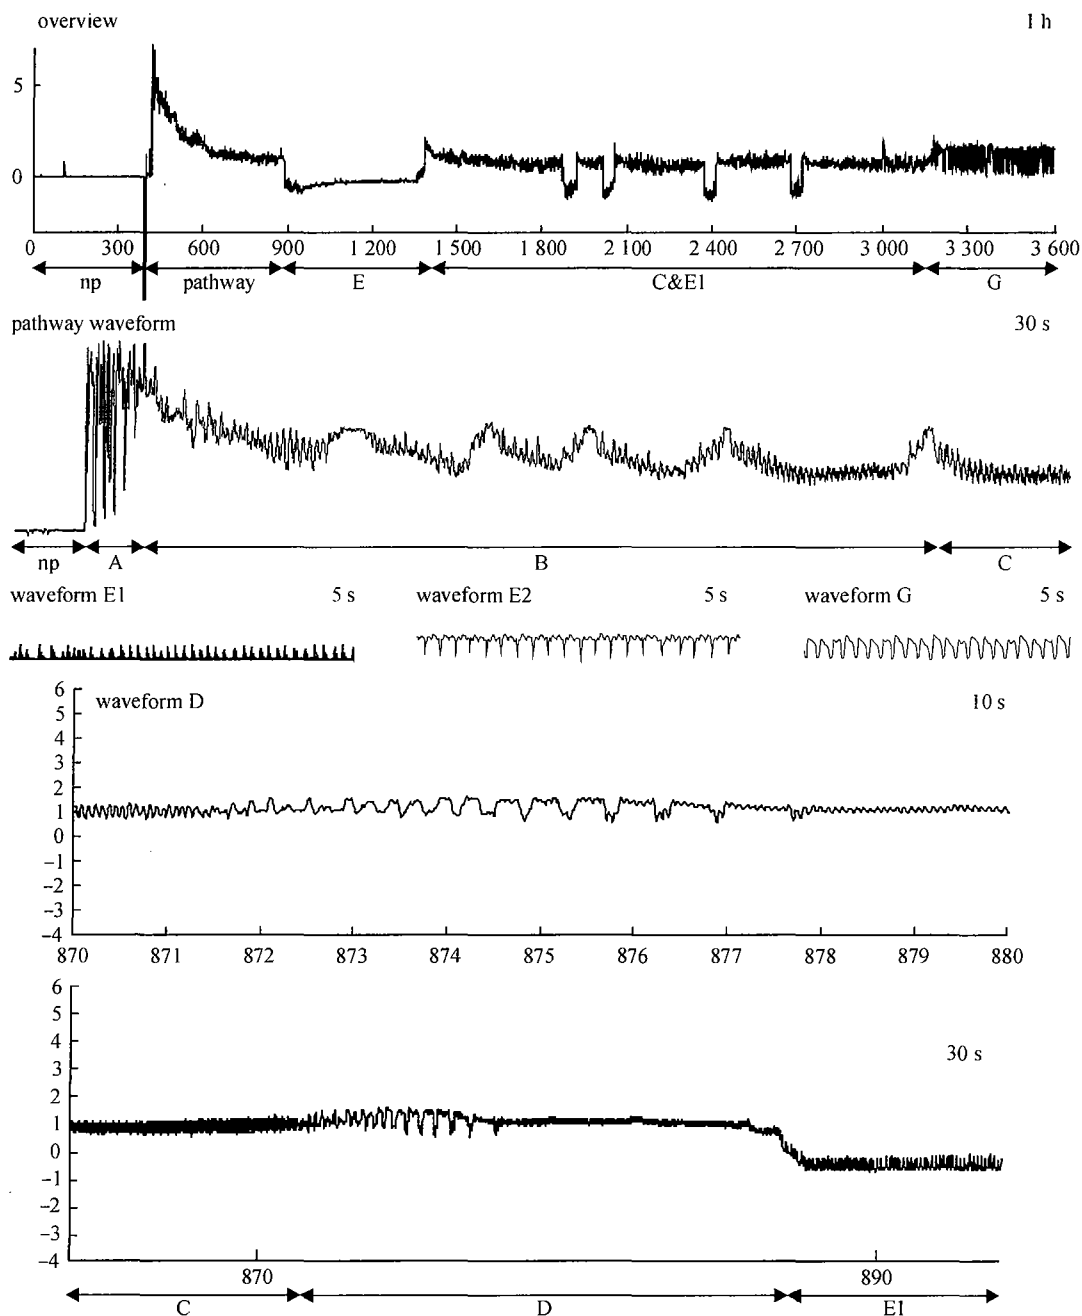 overview 1 h
5
0
0 300 600 900 1 200 1 500 1 800 2 100 2 400 2 700 3 000 3 300 3 600
np pathway E C&E1 G
pathway waveform 30 s
np A B C
waveform E1 5 s waveform E2 5 s waveform G 5 s
6 waveform D 10 s
5
4
3
2
1
0
−1
−2
−3
−4
870 871 872 873 874 875 876 877 878 879 880
6
5
4
30 s
3
2
1
0
−1
−2
−3
−4
870 890
C D E1